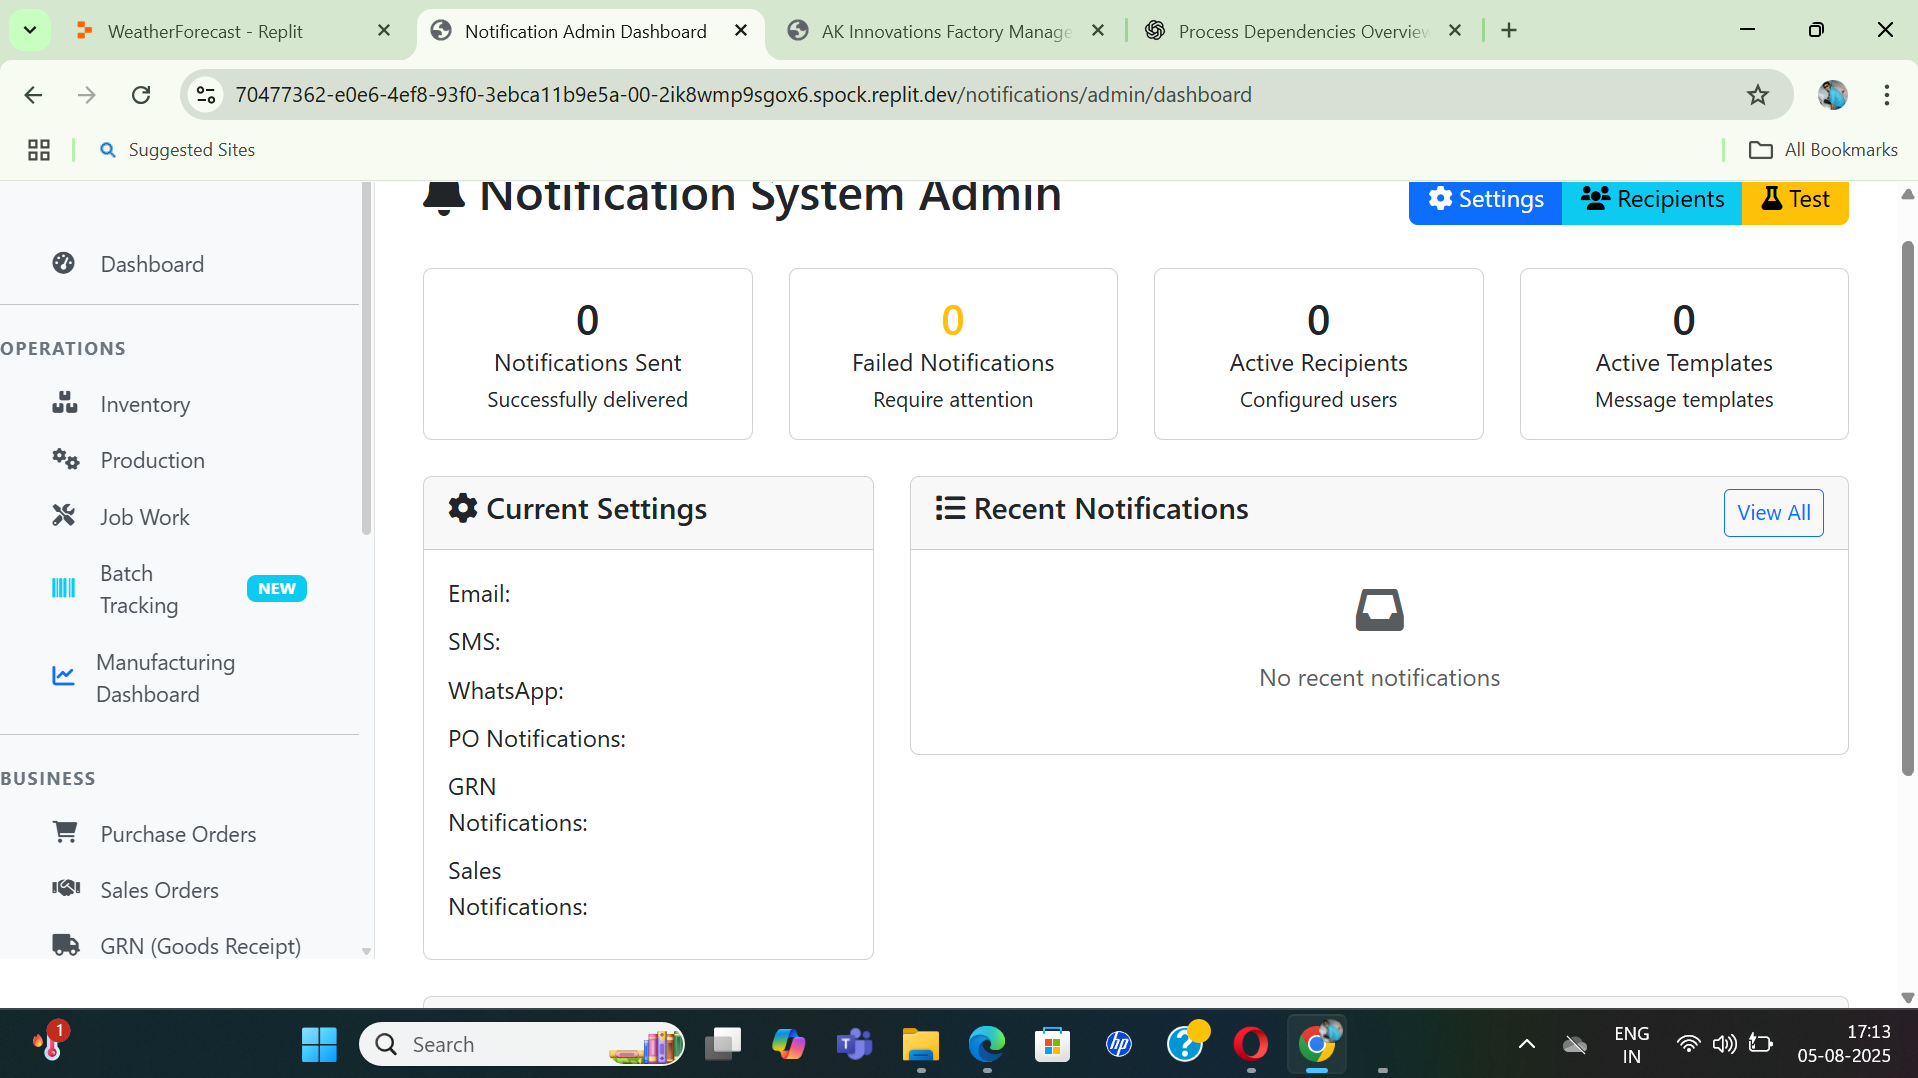 WeatherForecast - Replit
Notification Admin Dashboard
AK Innovations Factory Manage
Process Dependencies Overview
70477362-e0e6-4ef8-93f0-3ebca11b9e5a-00-2ik8wmp9sgox6.spock.replit.dev/notifications/admin/dashboard
Suggested Sites
All Bookmarks
Dashboard
OPERATIONS
Inventory
Production
Job Work
Batch
Tracking
NEW
Manufacturing
Dashboard
BUSINESS
Purchase Orders
Sales Orders
GRN (Goods Receipt)
Notification System Admin
Settings
Recipients
Test
0
Notifications Sent
Successfully delivered
0
Failed Notifications
Require attention
0
Active Recipients
Configured users
0
Active Templates
Message templates
Current Settings
Email:
SMS:
WhatsApp:
PO Notifications:
GRN
Notifications:
Sales
Notifications:
Recent Notifications
View All
No recent notifications
1
Search
T
hp
?
ENG
IN
17:13
05-08-2025